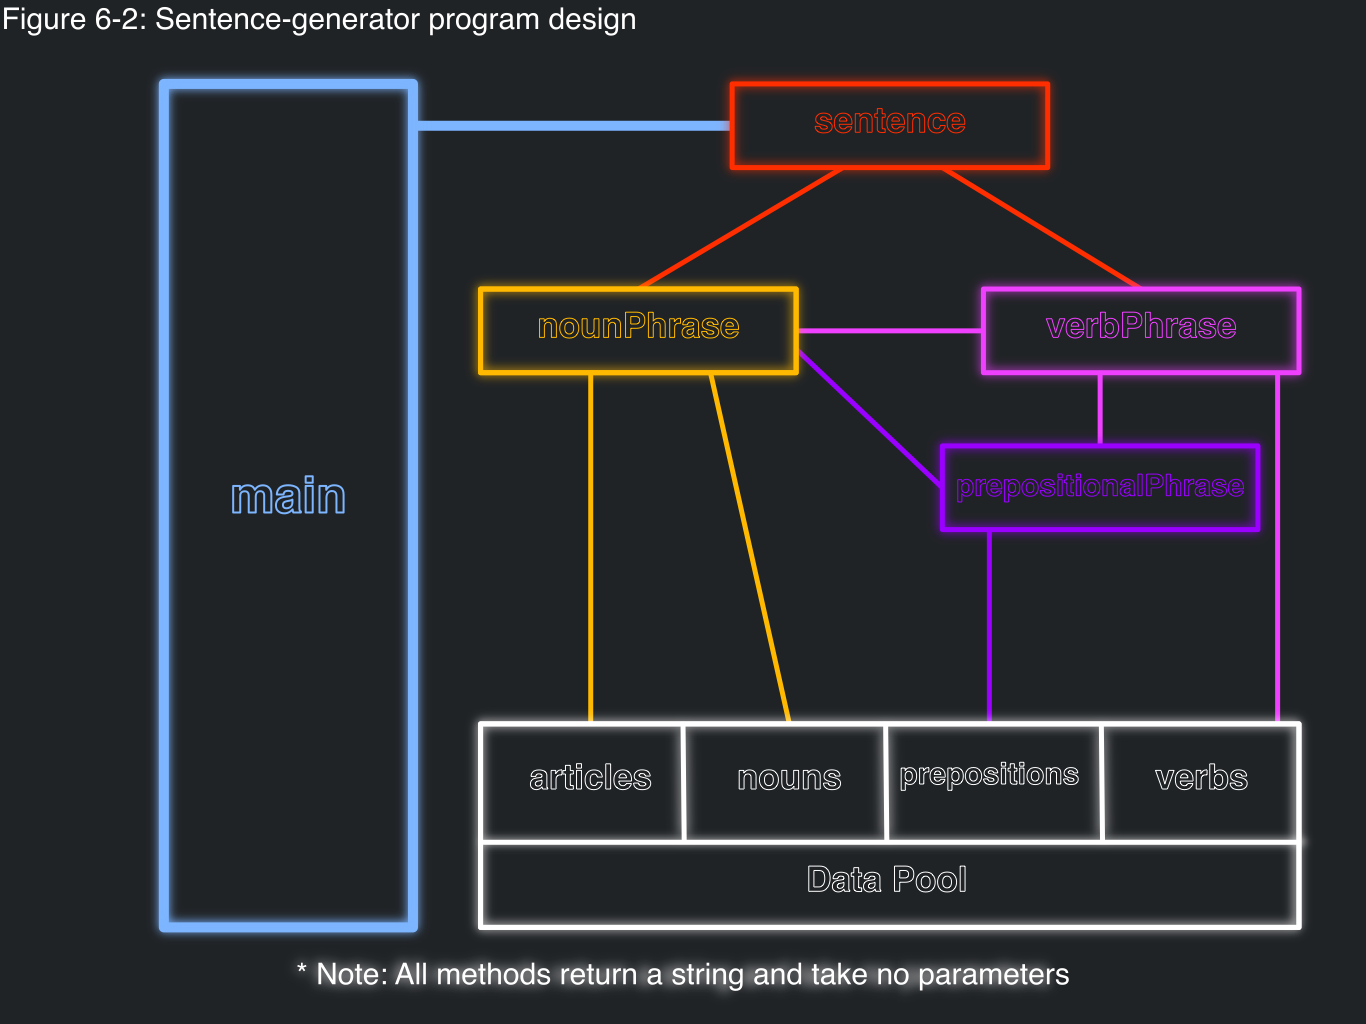 Figure 6-2: Sentence-generator program design
sentence
nounPhrase
verbPhrase
main
prepositionalPhrase
articles
nouns
prepositions
verbs
Data Pool
* Note: All methods return a string and take no parameters